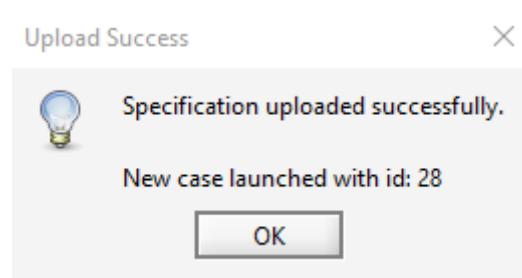 Upload Success
Specification uploaded successfully.
New case launched with id: 28
OK